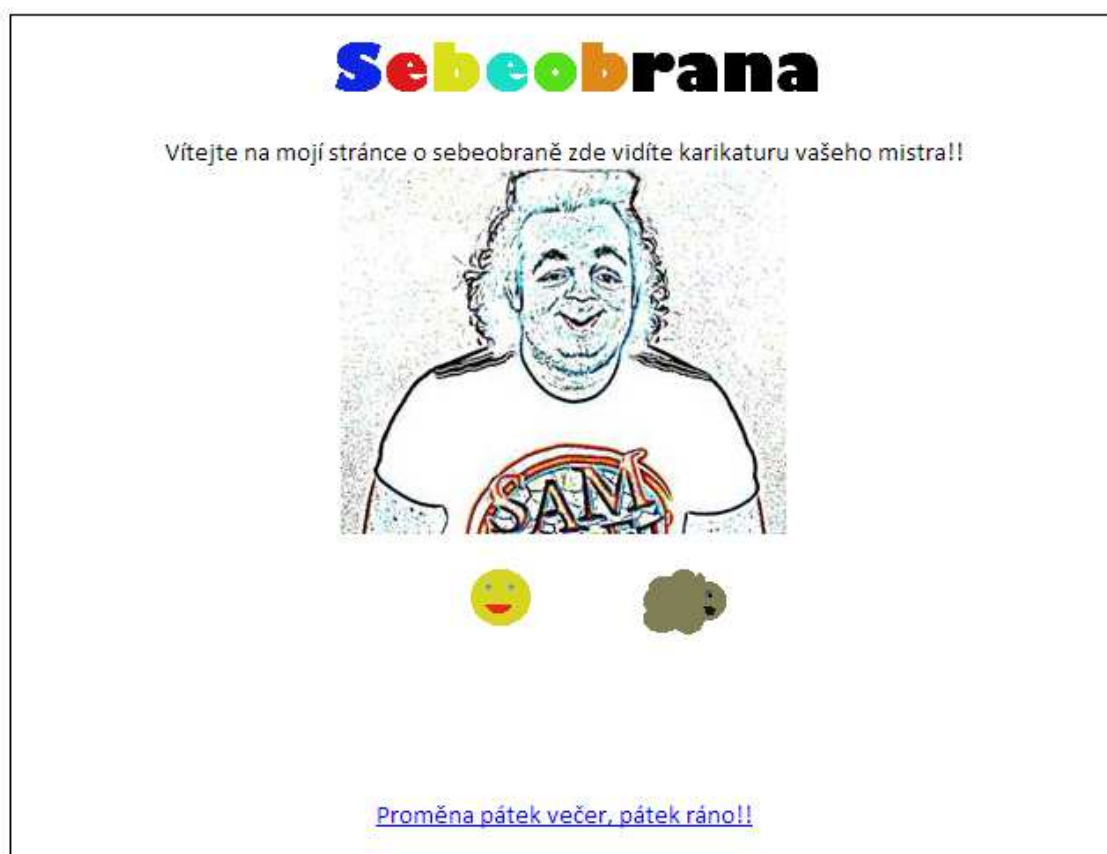 Sebeobrana
Vítejte na mojí stránce o sebeobraně zde vidíte karikaturu vašeho mistra!!
SAM
Proměna pátek večer, pátek ráno!!